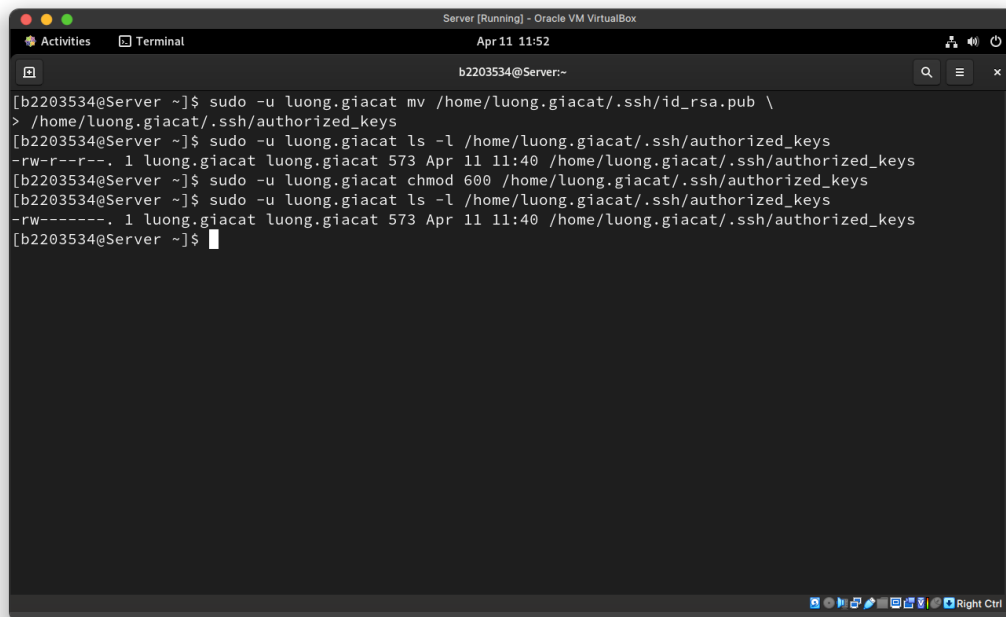 Server [Running] - Oracle VM VirtualBox
Activities Terminal Apr 11 11:52
b2203534@Server:~
[b2203534@Server ~]$ sudo -u luong.giacat mv /home/luong.giacat/.ssh/id_rsa.pub \
> /home/luong.giacat/.ssh/authorized_keys
[b2203534@Server ~]$ sudo -u luong.giacat ls -l /home/luong.giacat/.ssh/authorized_keys
-rw-r--r--. 1 luong.giacat luong.giacat 573 Apr 11 11:40 /home/luong.giacat/.ssh/authorized_keys
[b2203534@Server ~]$ sudo -u luong.giacat chmod 600 /home/luong.giacat/.ssh/authorized_keys
[b2203534@Server ~]$ sudo -u luong.giacat ls -l /home/luong.giacat/.ssh/authorized_keys
-rw-------. 1 luong.giacat luong.giacat 573 Apr 11 11:40 /home/luong.giacat/.ssh/authorized_keys
[b2203534@Server ~]$
Right Ctrl